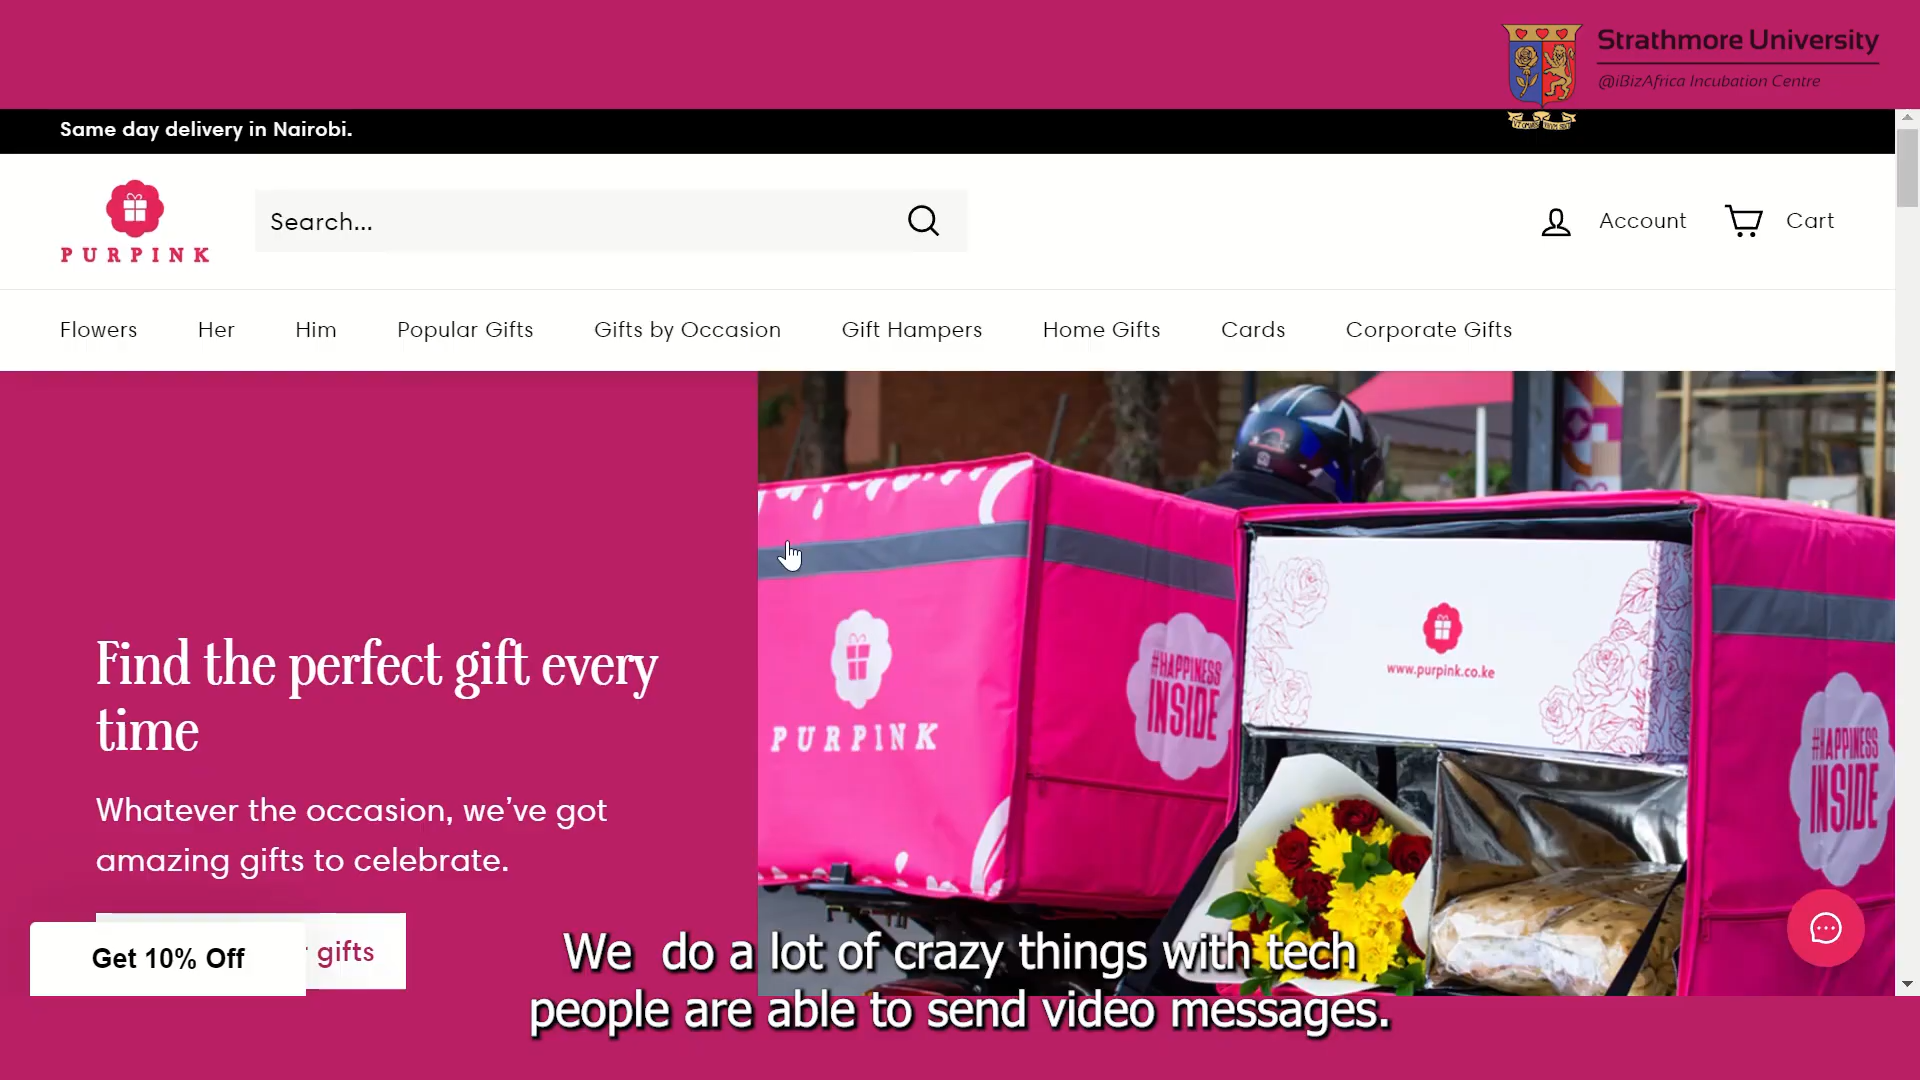 Strathmore University
@iBizAfrica Incubation Centre
Same day delivery in Nairobi.
PURPINK
Search...
Account
Cart
Flowers
Her
Him
Popular Gifts
Gifts by Occasion
Gift Hampers
Home Gifts
Cards
Corporate Gifts
Find the perfect gift every
time
Whatever the occasion, we’ve got
amazing gifts to celebrate.
gifts
Get 10% Off
PURPINK
#HAPPINESS
INSIDE
www.purpink.co.ke
#HAPPINESS
INSIDE
We do a lot of crazy things with tech
people are able to send video messages.